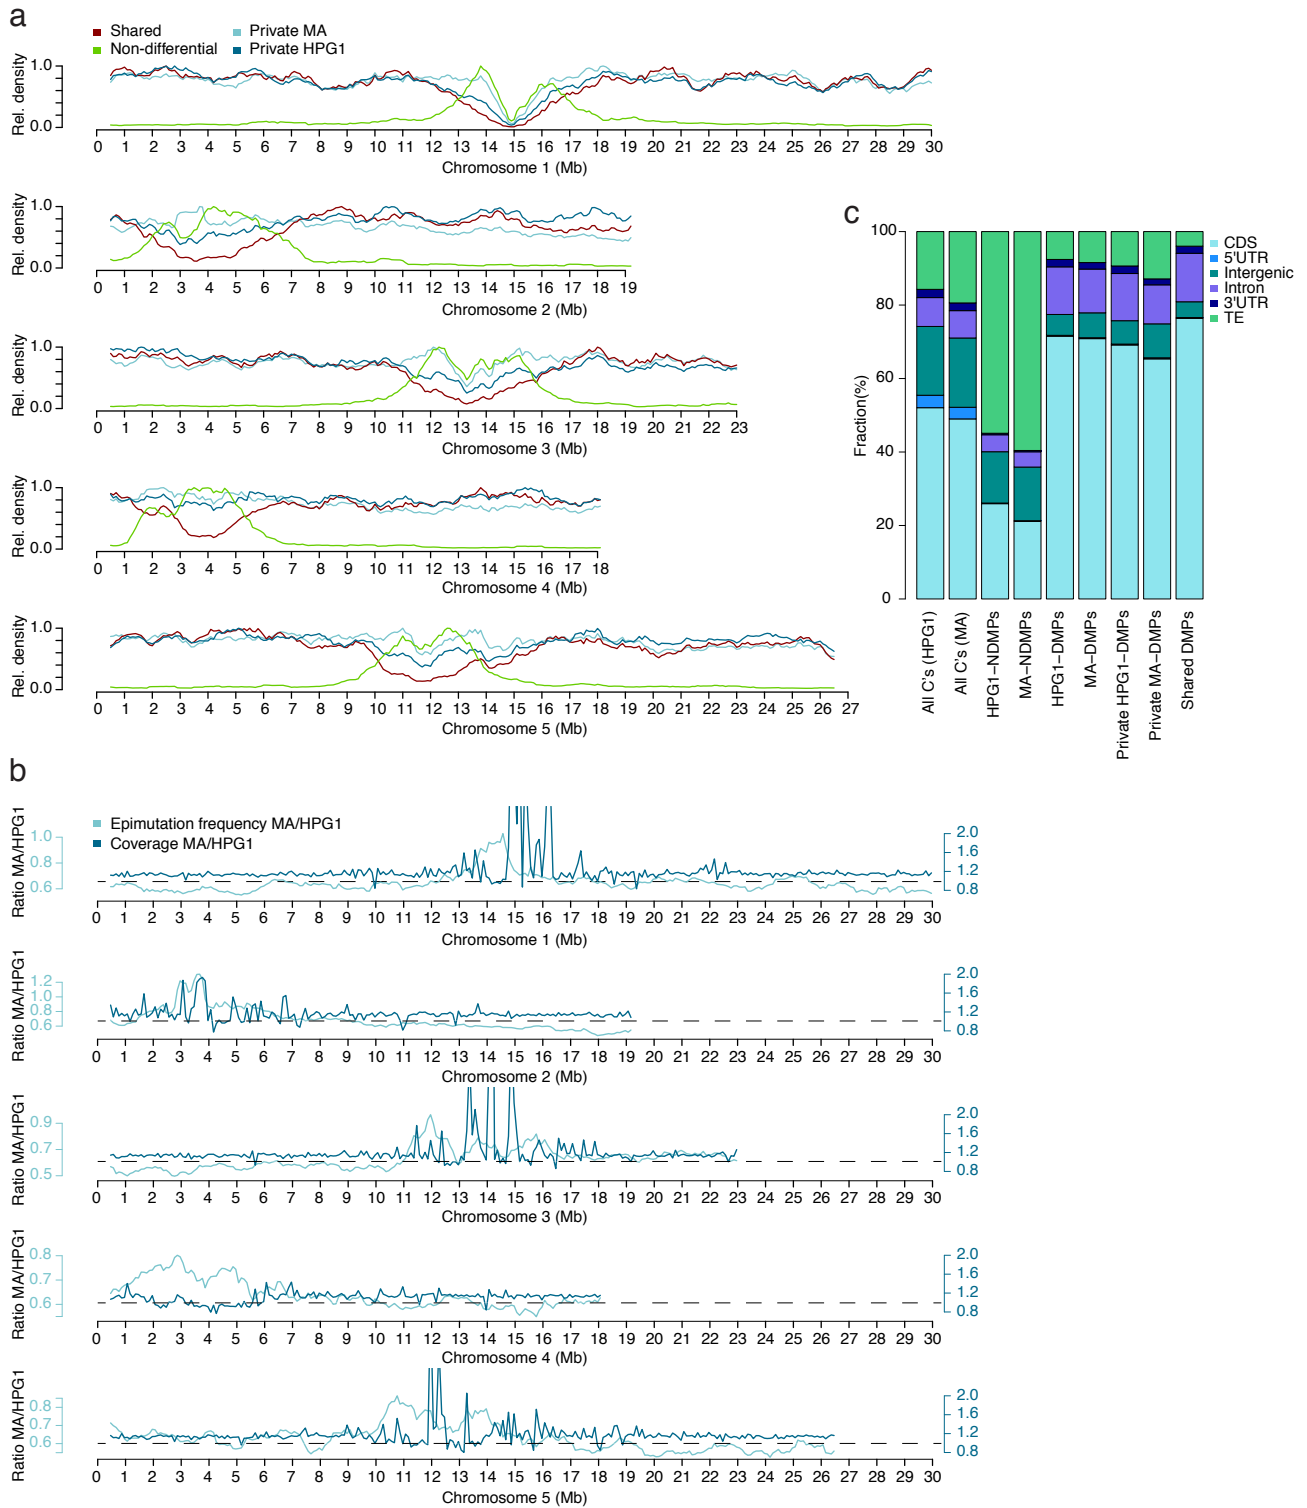 a
Shared
Private MA
Non-differential
Private HPG1
Rel. density
1.0
0.0
0 1 2 3 4 5 6 7 8 9 10 11 12 13 14 15 16 17 18 19 20 21 22 23 24 25 26 27 28 29 30
Chromosome 1 (Mb)
Rel. density
1.0
0.0
0 1 2 3 4 5 6 7 8 9 10 11 12 13 14 15 16 17 18 19
Chromosome 2 (Mb)
Rel. density
1.0
0.0
0 1 2 3 4 5 6 7 8 9 10 11 12 13 14 15 16 17 18 19 20 21 22 23
Chromosome 3 (Mb)
Rel. density
1.0
0.0
0 1 2 3 4 5 6 7 8 9 10 11 12 13 14 15 16 17 18
Chromosome 4 (Mb)
Rel. density
1.0
0.0
0 1 2 3 4 5 6 7 8 9 10 11 12 13 14 15 16 17 18 19 20 21 22 23 24 25 26 27
Chromosome 5 (Mb)
c
Fraction(%)
100
80
60
40
20
0
CDS
5'UTR
Intergenic
Intron
3'UTR
TE
All C's (HPG1)
All C's (MA)
HPG1–NDMPs
MA–NDMPs
HPG1–DMPs
MA–DMPs
Private HPG1–DMPs
Private MA–DMPs
Shared DMPs
b
Epimutation frequency MA/HPG1
Coverage MA/HPG1
Ratio MA/HPG1
1.0
0.8
0.6
2.0
1.6
1.2
0.8
0 1 2 3 4 5 6 7 8 9 10 11 12 13 14 15 16 17 18 19 20 21 22 23 24 25 26 27 28 29 30
Chromosome 1 (Mb)
Ratio MA/HPG1
1.2
1.0
0.8
0.6
2.0
1.6
1.2
0.8
0 1 2 3 4 5 6 7 8 9 10 11 12 13 14 15 16 17 18 19 20 21 22 23 24 25 26 27 28 29 30
Chromosome 2 (Mb)
Ratio MA/HPG1
0.9
0.7
0.5
2.0
1.6
1.2
0.8
0 1 2 3 4 5 6 7 8 9 10 11 12 13 14 15 16 17 18 19 20 21 22 23 24 25 26 27 28 29 30
Chromosome 3 (Mb)
Ratio MA/HPG1
0.8
0.7
0.6
2.0
1.6
1.2
0.8
0 1 2 3 4 5 6 7 8 9 10 11 12 13 14 15 16 17 18 19 20 21 22 23 24 25 26 27 28 29 30
Chromosome 4 (Mb)
Ratio MA/HPG1
0.8
0.7
0.6
2.0
1.6
1.2
0.8
0 1 2 3 4 5 6 7 8 9 10 11 12 13 14 15 16 17 18 19 20 21 22 23 24 25 26 27 28 29 30
Chromosome 5 (Mb)